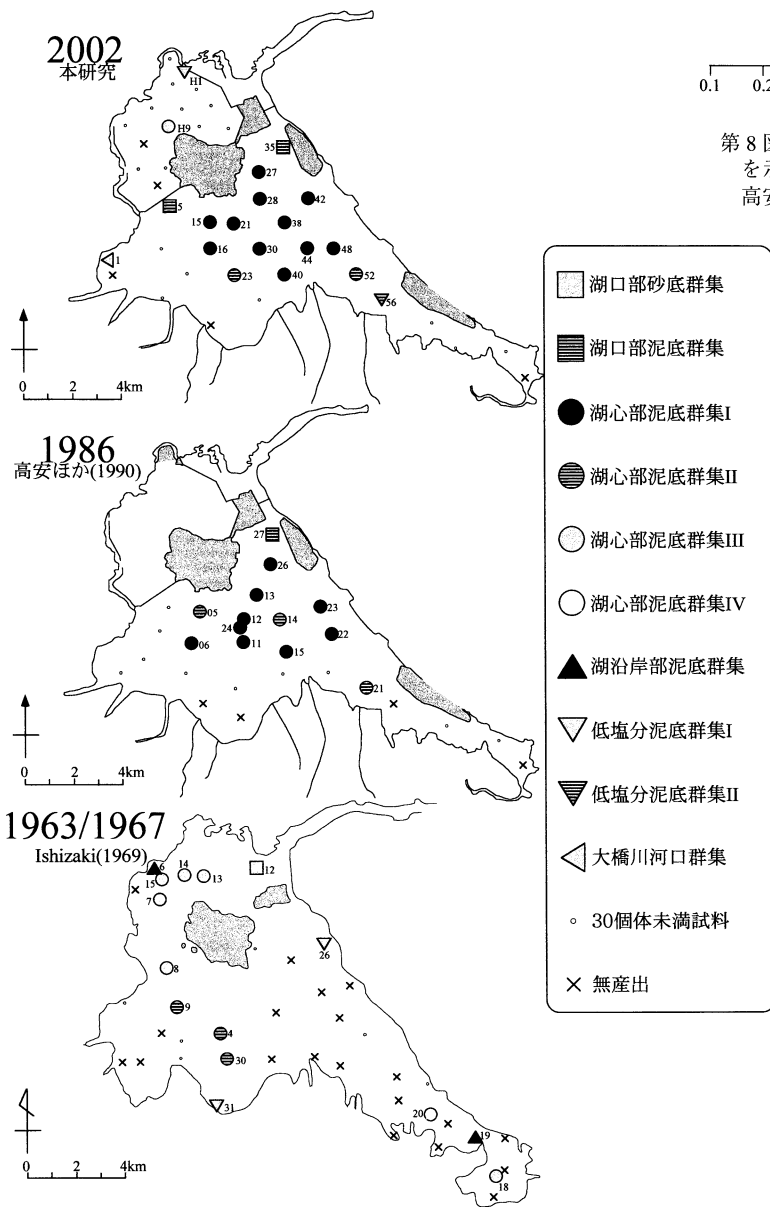 2002
本研究
H1
H9
35
27
28
42
5
15
21
38
16
30
44
48
1
23
40
52
56
0 2 4km
1986
高安ほか(1990)
27
26
13
05
12
14
23
24
22
06
11
15
21
0 2 4km
1963/1967
Ishizaki(1969)
6
14
12
15
13
7
26
8
9
4
30
31
20
19
18
0 2 4km
0.1 0.2
第8図
を示
高安
湖口部砂底群集
湖口部泥底群集
湖心部泥底群集I
湖心部泥底群集II
湖心部泥底群集III
湖心部泥底群集IV
湖沿岸部泥底群集
低塩分泥底群集I
低塩分泥底群集II
大橋川河口群集
30個体未満試料
無産出